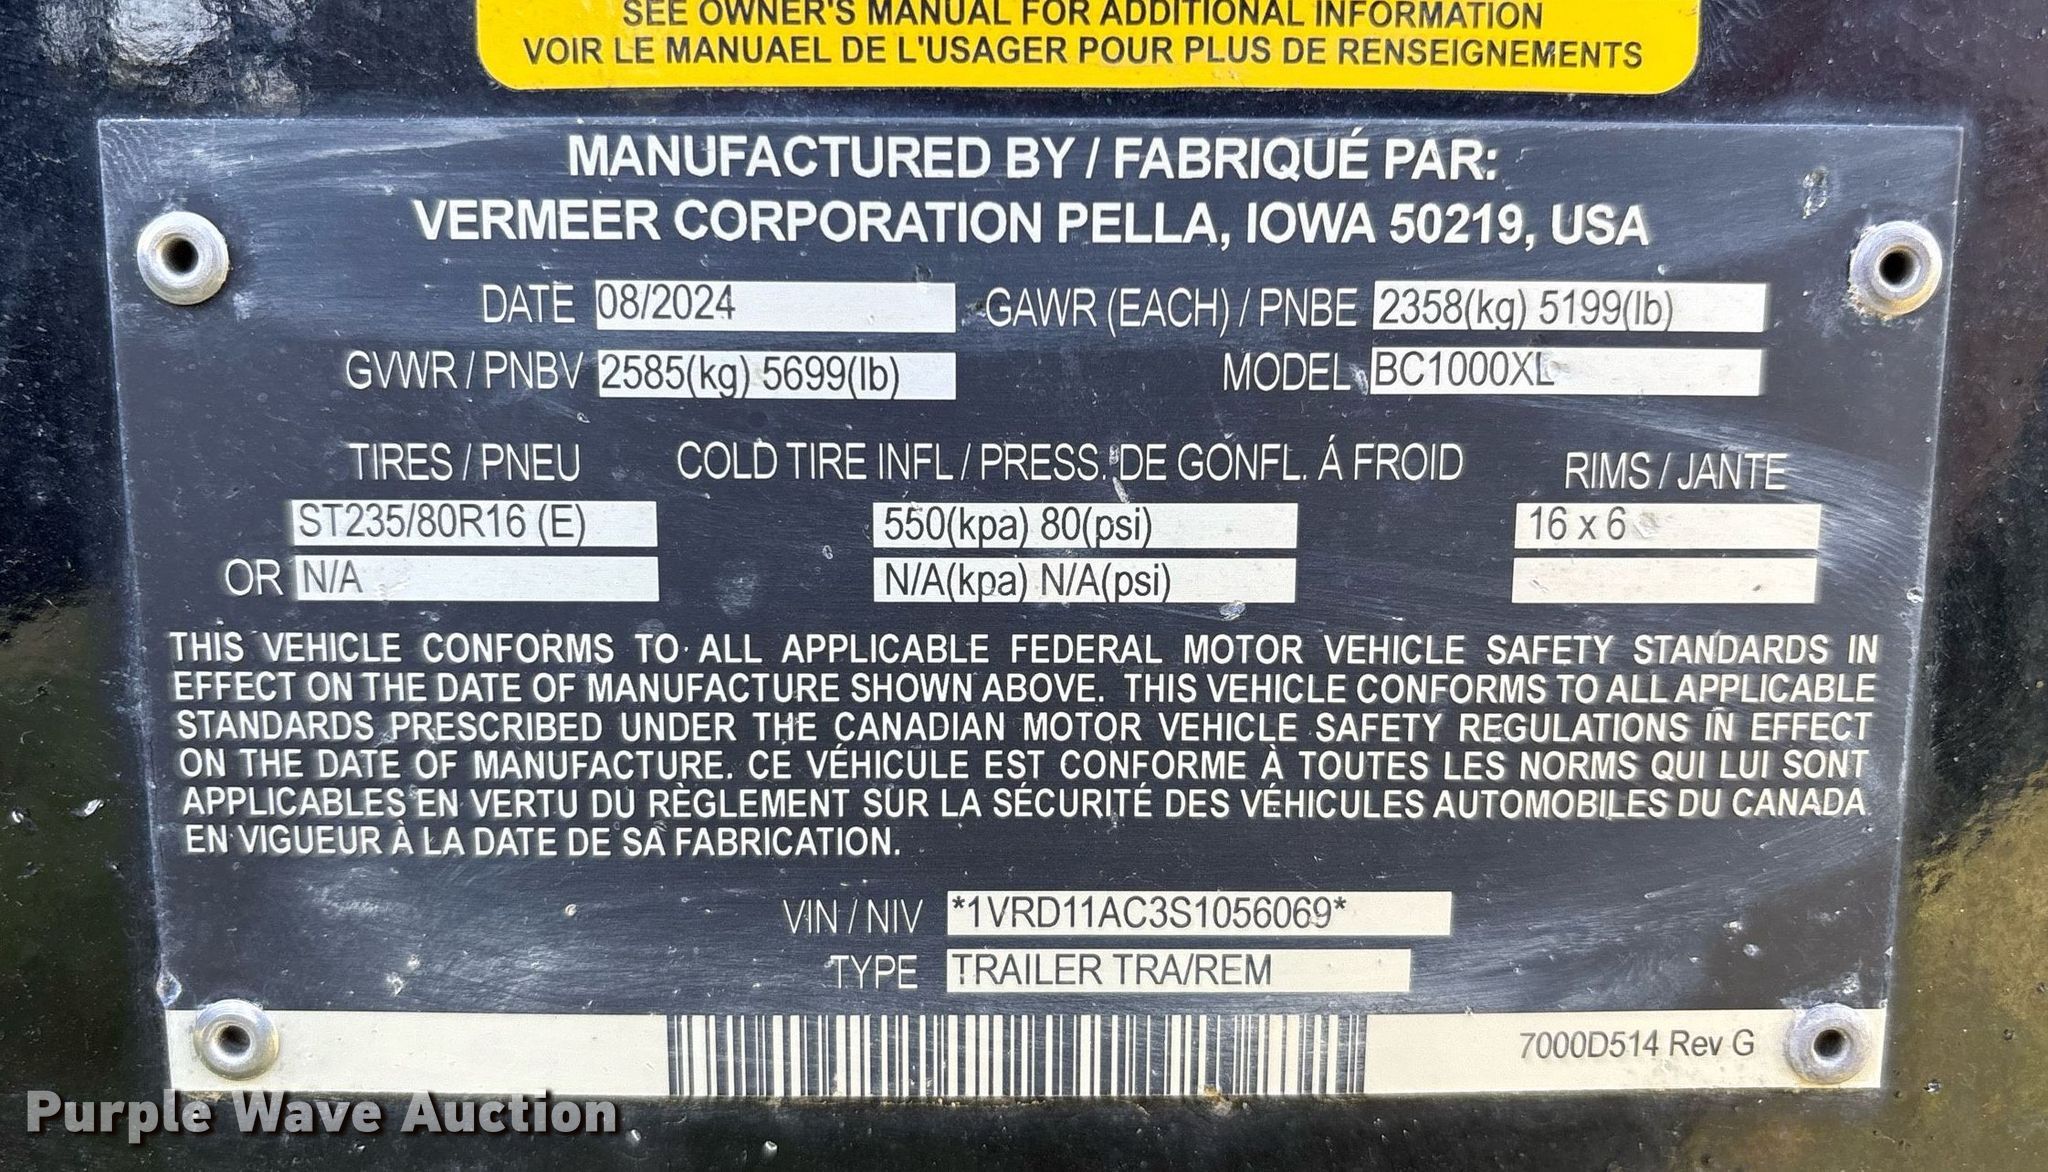 SEE OWNER'S MANUAL FOR ADDITIONAL INFORMATION
VOIR LE MANUAEL DE L'USAGER POUR PLUS DE RENSEIGNEMENTS
MANUFACTURED BY / FABRIQUÉ PAR:
VERMEER CORPORATION PELLA, IOWA 50219, USA
DATE 08/2024 GAWR (EACH) / PNBE 2358(kg) 5199(lb)
GVWR / PNBV 2585(kg) 5699(lb) MODEL BC1000XL
TIRES / PNEU COLD TIRE INFL / PRESS. DE GONFL. Á FROID RIMS / JANTE
ST235/80R16 (E) 550(kpa) 80(psi) 16 x 6
OR N/A N/A(kpa) N/A(psi)
THIS VEHICLE CONFORMS TO ALL APPLICABLE FEDERAL MOTOR VEHICLE SAFETY STANDARDS IN
EFFECT ON THE DATE OF MANUFACTURE SHOWN ABOVE. THIS VEHICLE CONFORMS TO ALL APPLICABLE
STANDARDS PRESCRIBED UNDER THE CANADIAN MOTOR VEHICLE SAFETY REGULATIONS IN EFFECT
ON THE DATE OF MANUFACTURE. CE VÉHICULE EST CONFORME À TOUTES LES NORMS QUI LUI SONT
APPLICABLES EN VERTU DU RÈGLEMENT SUR LA SÉCURITÉ DES VÉHICULES AUTOMOBILES DU CANADA
EN VIGUEUR À LA DATE DE SA FABRICATION.
VIN / NIV *1VRD11AC3S1056069*
TYPE TRAILER TRA/REM
7000D514 Rev G
Purple Wave Auction